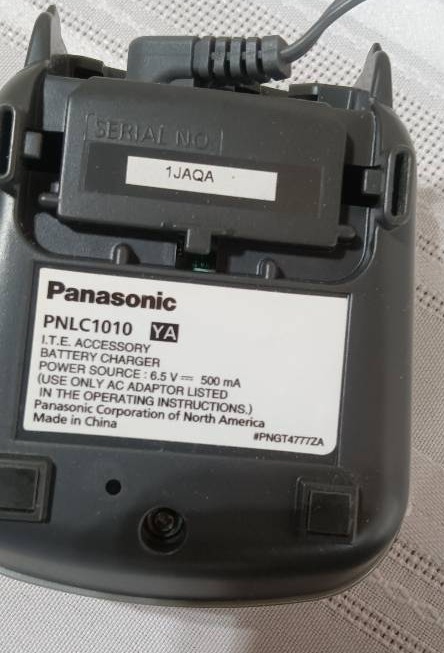 SERIAL NO.
1JAQA
Panasonic
PNLC1010 YA
I.T.E. ACCESSORY
BATTERY CHARGER
POWER SOURCE : 6.5 V ⎓ 500 mA
(USE ONLY AC ADAPTOR LISTED
IN THE OPERATING INSTRUCTIONS.)
Panasonic Corporation of North America
Made in China
#PNGT4777ZA